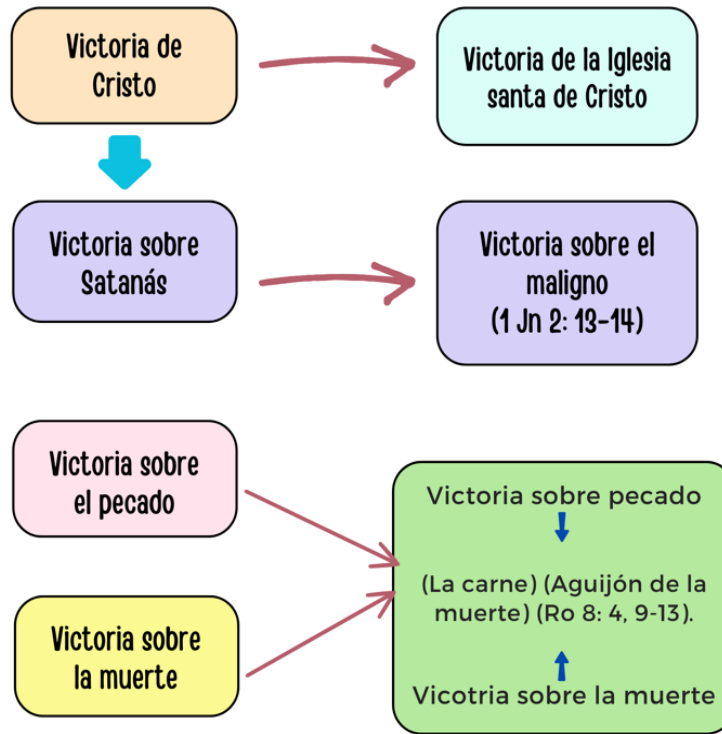 Victoria de
Cristo
Victoria de la Iglesia
santa de Cristo
Victoria sobre
Satanás
Victoria sobre el
maligno
(1 Jn 2: 13-14)
Victoria sobre
el pecado
Victoria sobre
la muerte
Victoria sobre pecado
(La carne) (Aguijón de la
muerte) (Ro 8: 4, 9-13).
Vicotria sobre la muerte